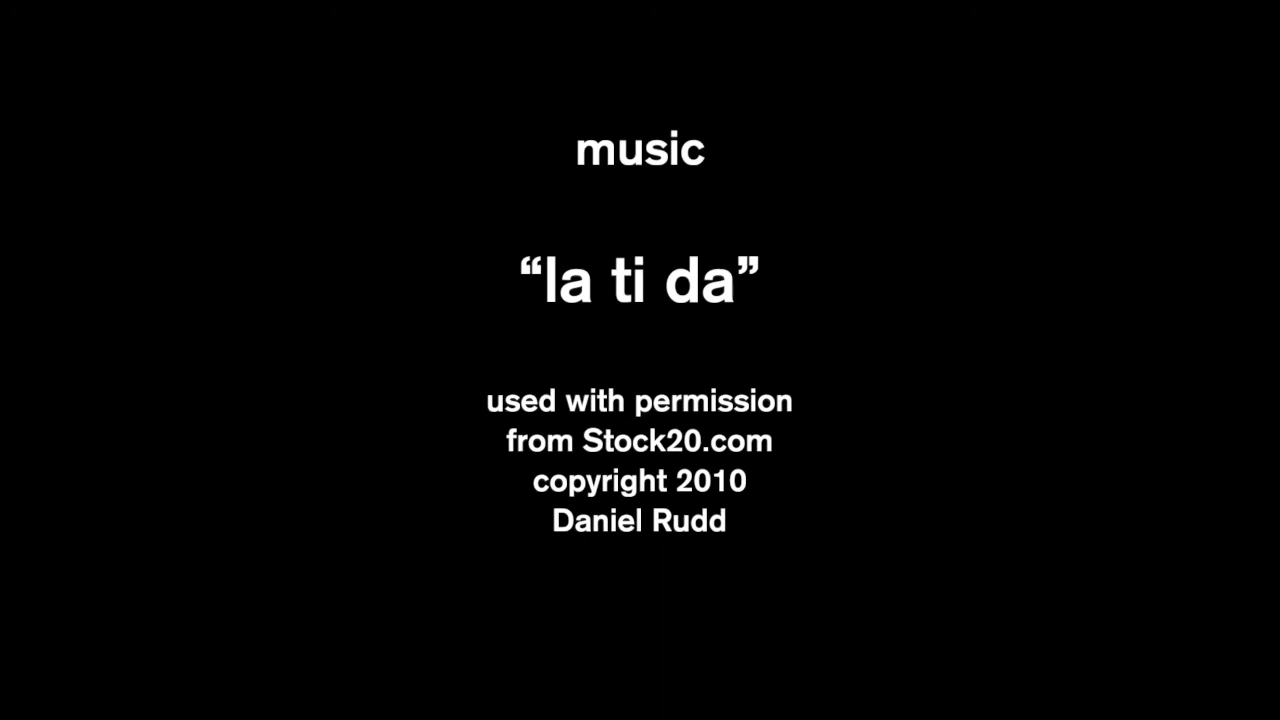 music
“la ti da”
used with permission
from Stock20.com
copyright 2010
Daniel Rudd